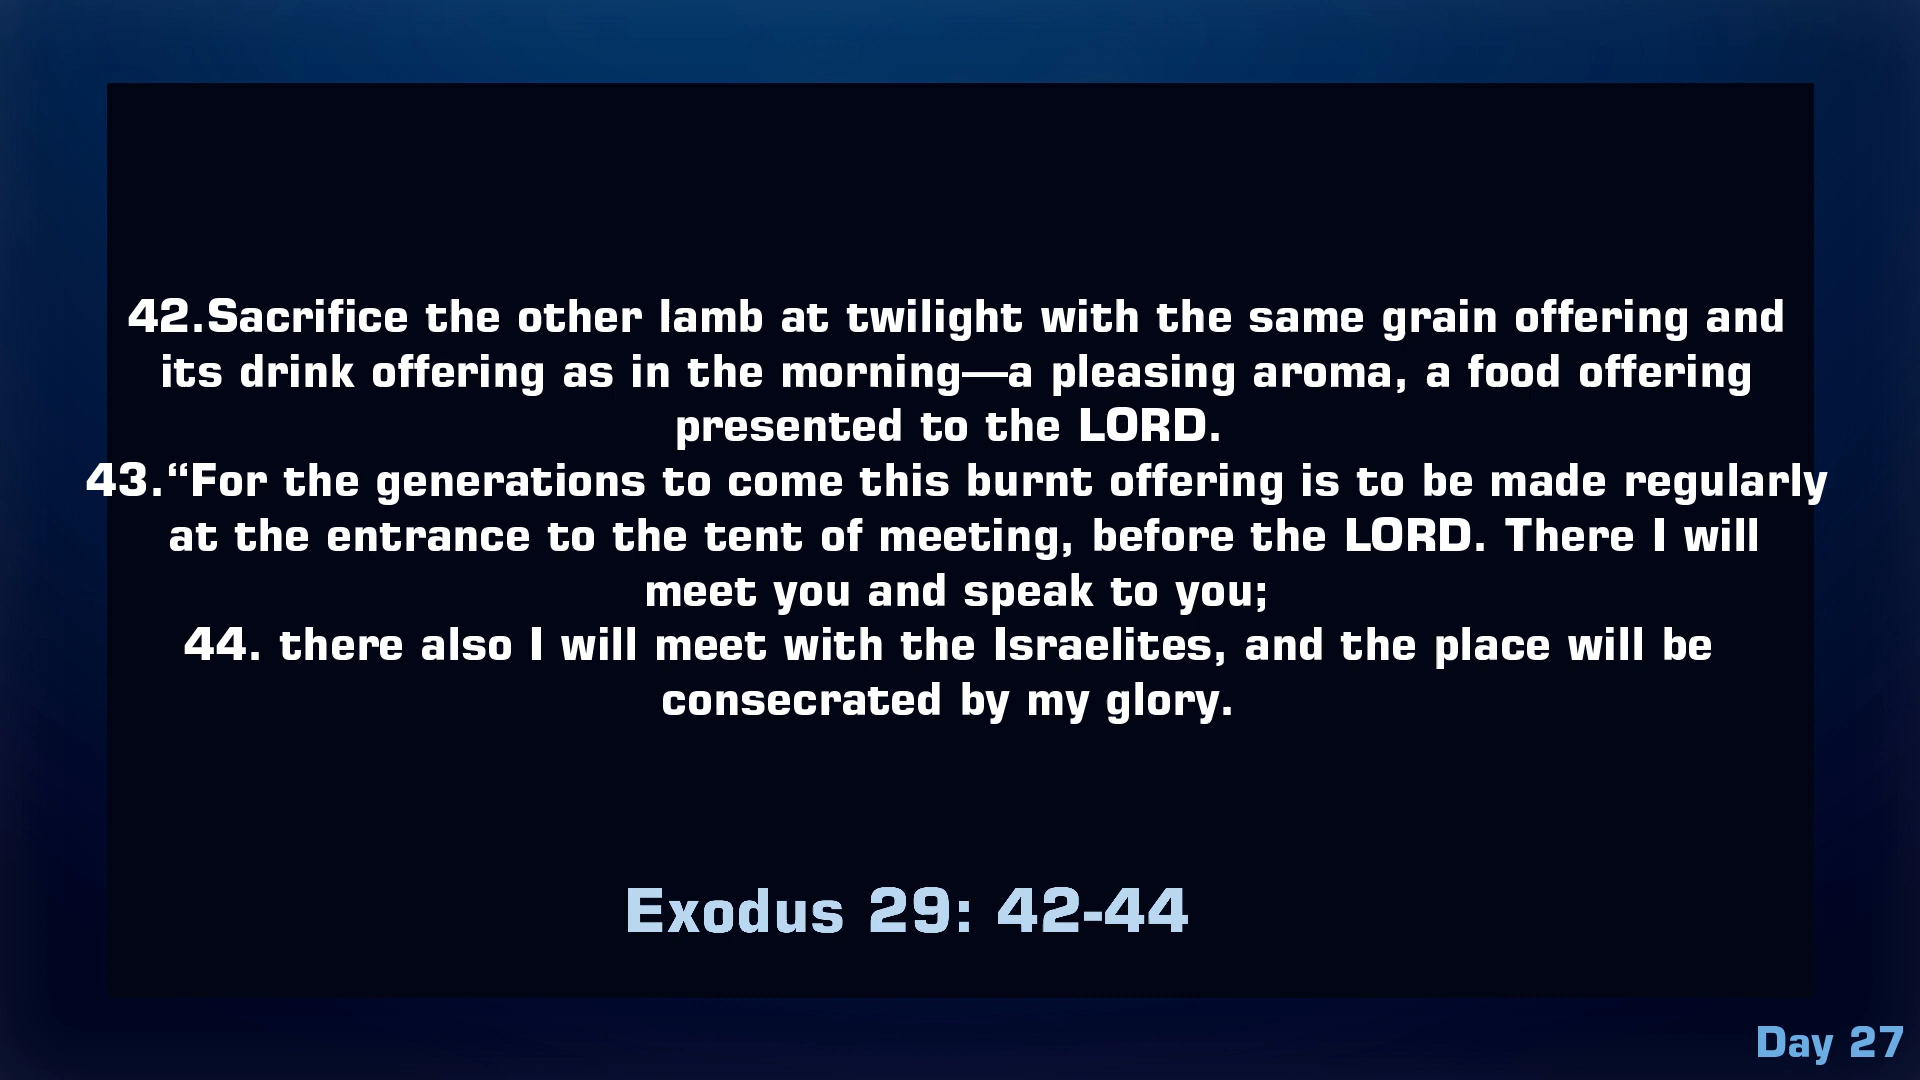 42.Sacrifice the other lamb at twilight with the same grain offering and
its drink offering as in the morning—a pleasing aroma, a food offering
presented to the LORD.
43.“For the generations to come this burnt offering is to be made regularly
at the entrance to the tent of meeting, before the LORD. There I will
meet you and speak to you;
44. there also I will meet with the Israelites, and the place will be
consecrated by my glory.
Exodus 29: 42-44
Day 27